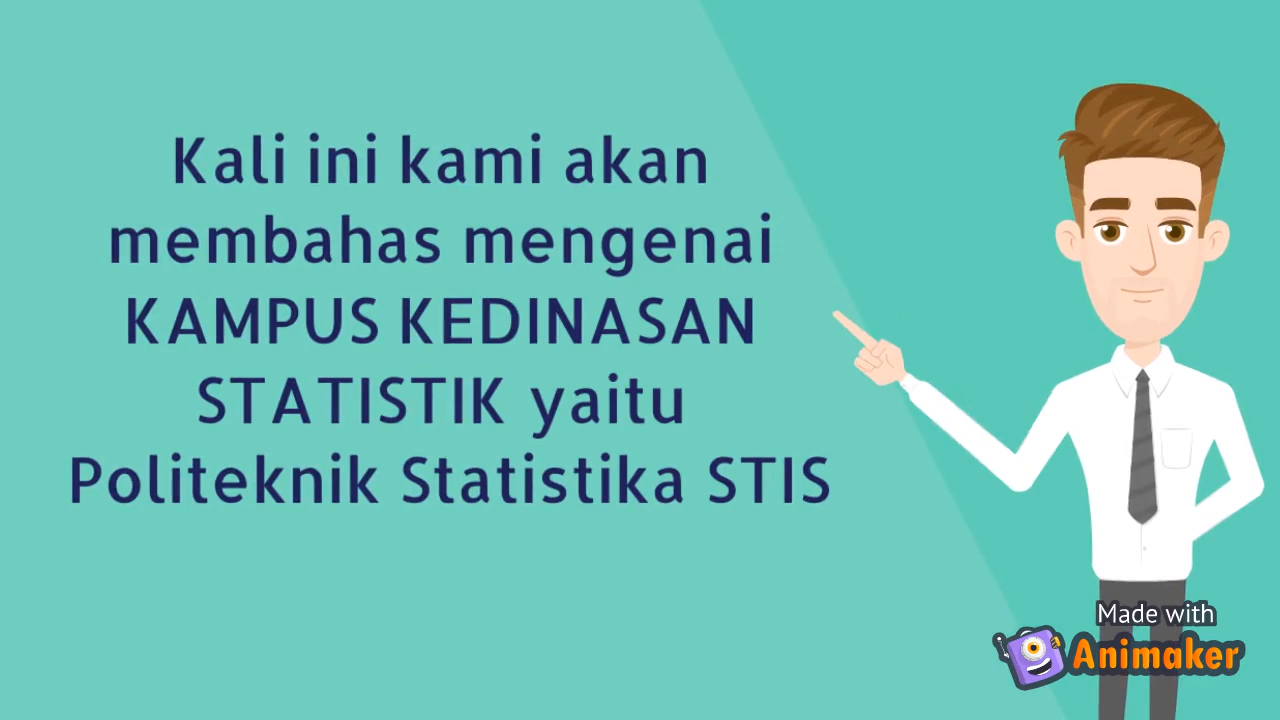 Kali ini kami akan
membahas mengenai
KAMPUS KEDINASAN
STATISTIK yaitu
Politeknik Statistika STIS
Made with
Animaker